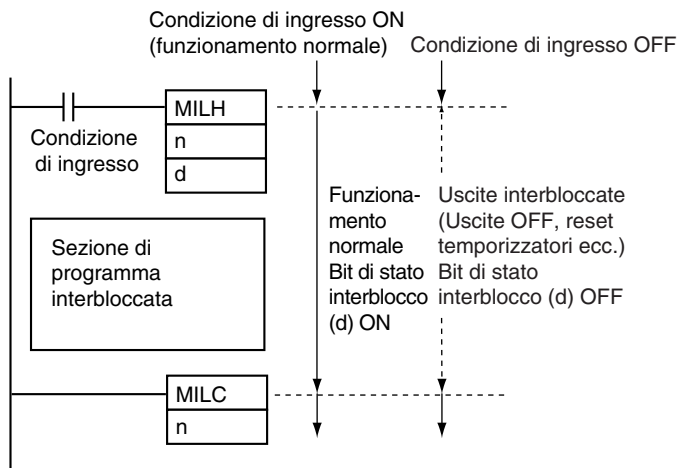 Condizione di ingresso ON
(funzionamento normale)
Condizione di ingresso OFF
MILH
n
d
Condizione
di ingresso
Sezione di
programma
interbloccata
Funziona-
mento
normale
Bit di stato
interblocco
(d) ON
Uscite interbloccate
(Uscite OFF, reset
temporizzatori ecc.)
Bit di stato
interblocco (d) OFF
MILC
n